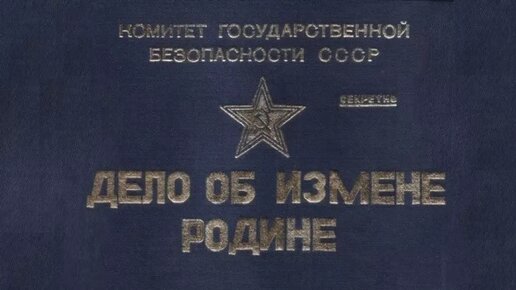 КОМИТЕТ ГОСУДАРСТВЕННОЙ
БЕЗОПАСНОСТИ СССР
СЕКРЕТНО
ДЕЛО ОБ ИЗМЕНЕ
РОДИНЕ